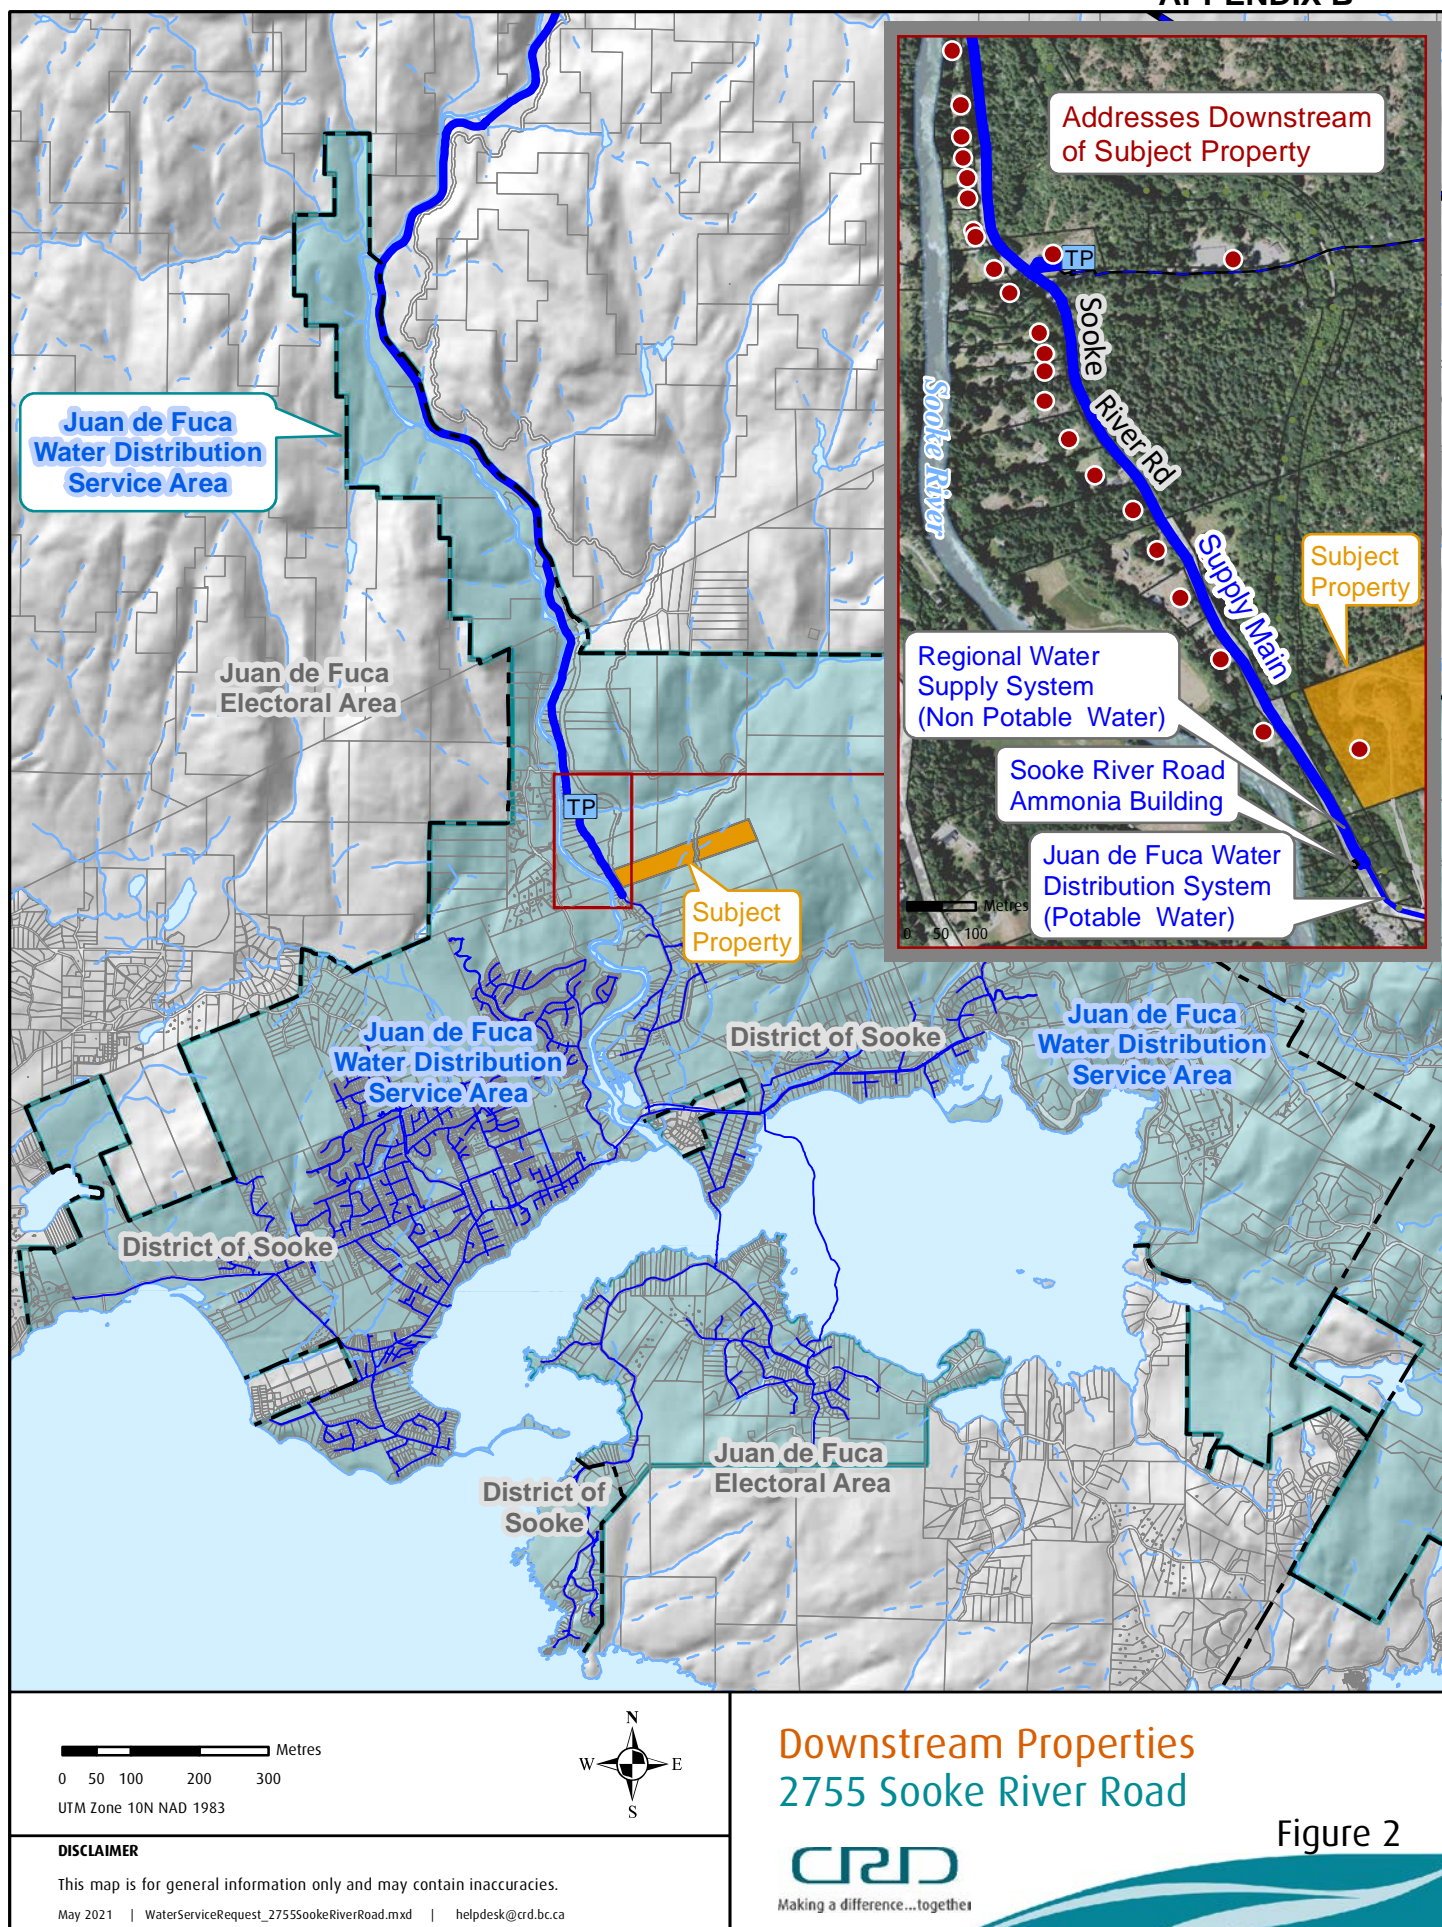 APPENDIX B
Addresses Downstream
of Subject Property
TP
Sooke
River Rd
Sooke River
Supply Main
Subject
Property
Regional Water
Supply System
(Non Potable Water)
Sooke River Road
Ammonia Building
Juan de Fuca Water
Distribution System
(Potable Water)
Metres
0 50 100
Juan de Fuca
Water Distribution
Service Area
Juan de Fuca
Electoral Area
TP
Subject
Property
Juan de Fuca
Water Distribution
Service Area
District of Sooke
Juan de Fuca
Water Distribution
Service Area
District of Sooke
Juan de Fuca
Electoral Area
District of
Sooke
Metres
0 50 100 200 300
UTM Zone 10N NAD 1983
N
W E
S
DISCLAIMER
This map is for general information only and may contain inaccuracies.
May 2021 | WaterServiceRequest_2755SookeRiverRoad.mxd | helpdesk@crd.bc.ca
Downstream Properties
2755 Sooke River Road
Figure 2
CRD
Making a difference...together